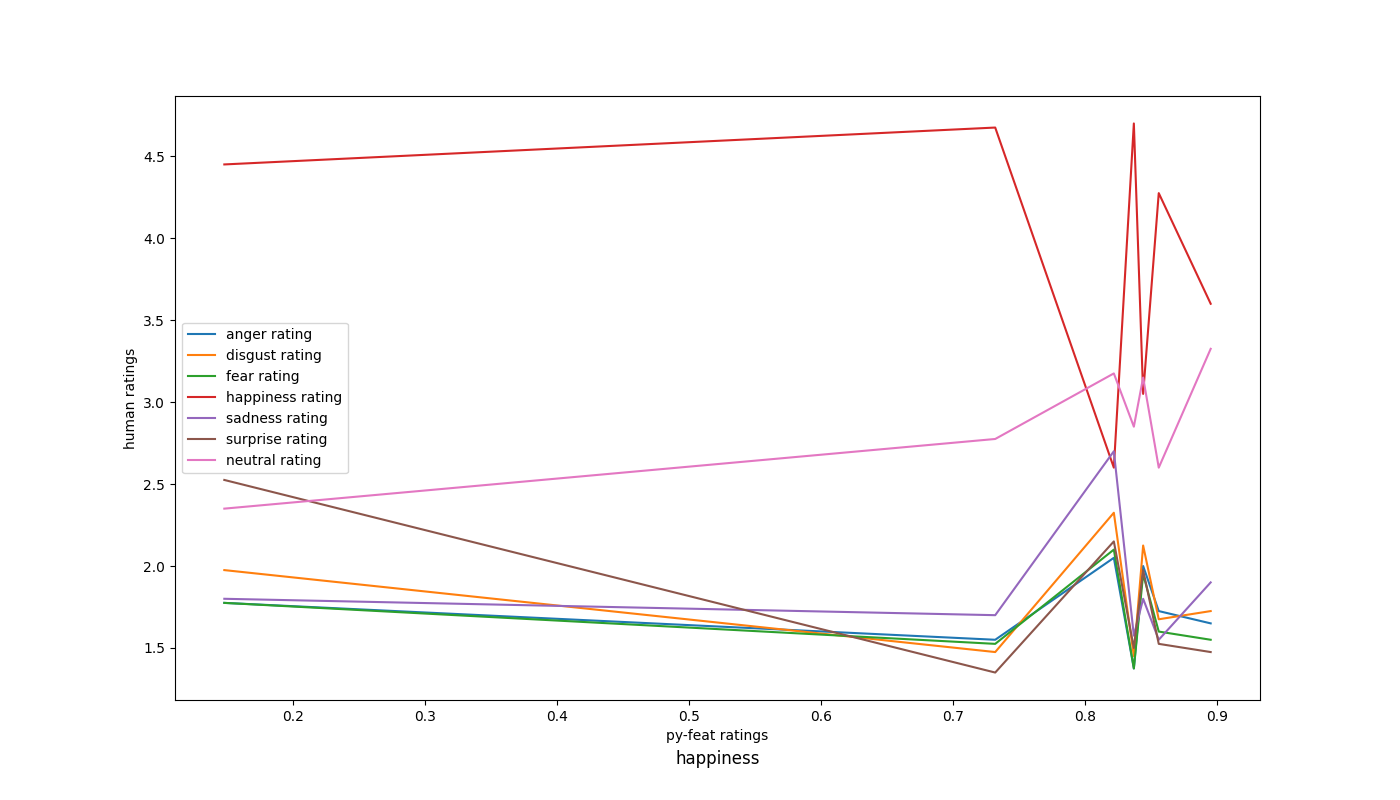 4.5
4.0
3.5
3.0
2.5
2.0
1.5
human ratings
anger rating
disgust rating
fear rating
happiness rating
sadness rating
surprise rating
neutral rating
0.2 0.3 0.4 0.5 0.6 0.7 0.8 0.9
py-feat ratings
happiness